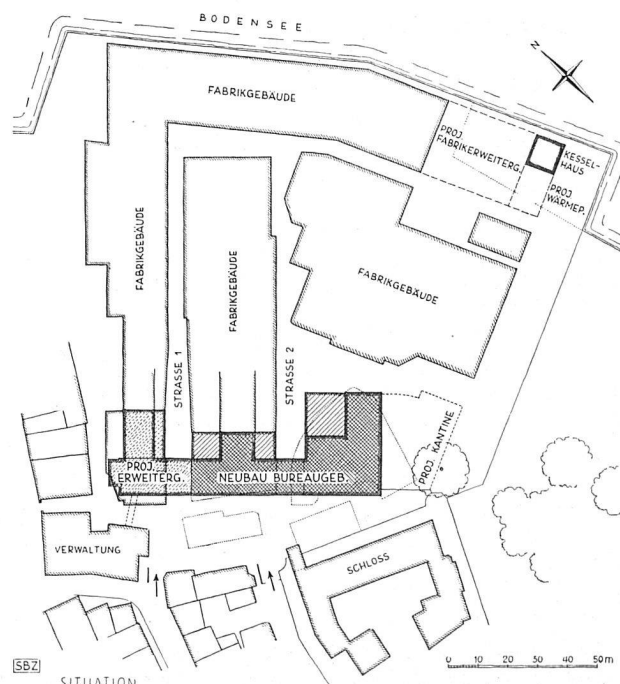 BODENSEE
N
FABRIKGEBÄUDE
PROJ.
FABRIKERWEITERG.
KESSEL-
HAUS
PROJ.
WÄRMEP.
FABRIKGEBÄUDE
FABRIKGEBÄUDE
FABRIKGEBÄUDE
STRASSE 1
STRASSE 2
PROJ. KANTINE
PROJ.
ERWEITERG.
NEUBAU BUREAUGEB.
VERWALTUNG
SCHLOSS
SBZ
SITUATION
0 10 20 30 40 50m